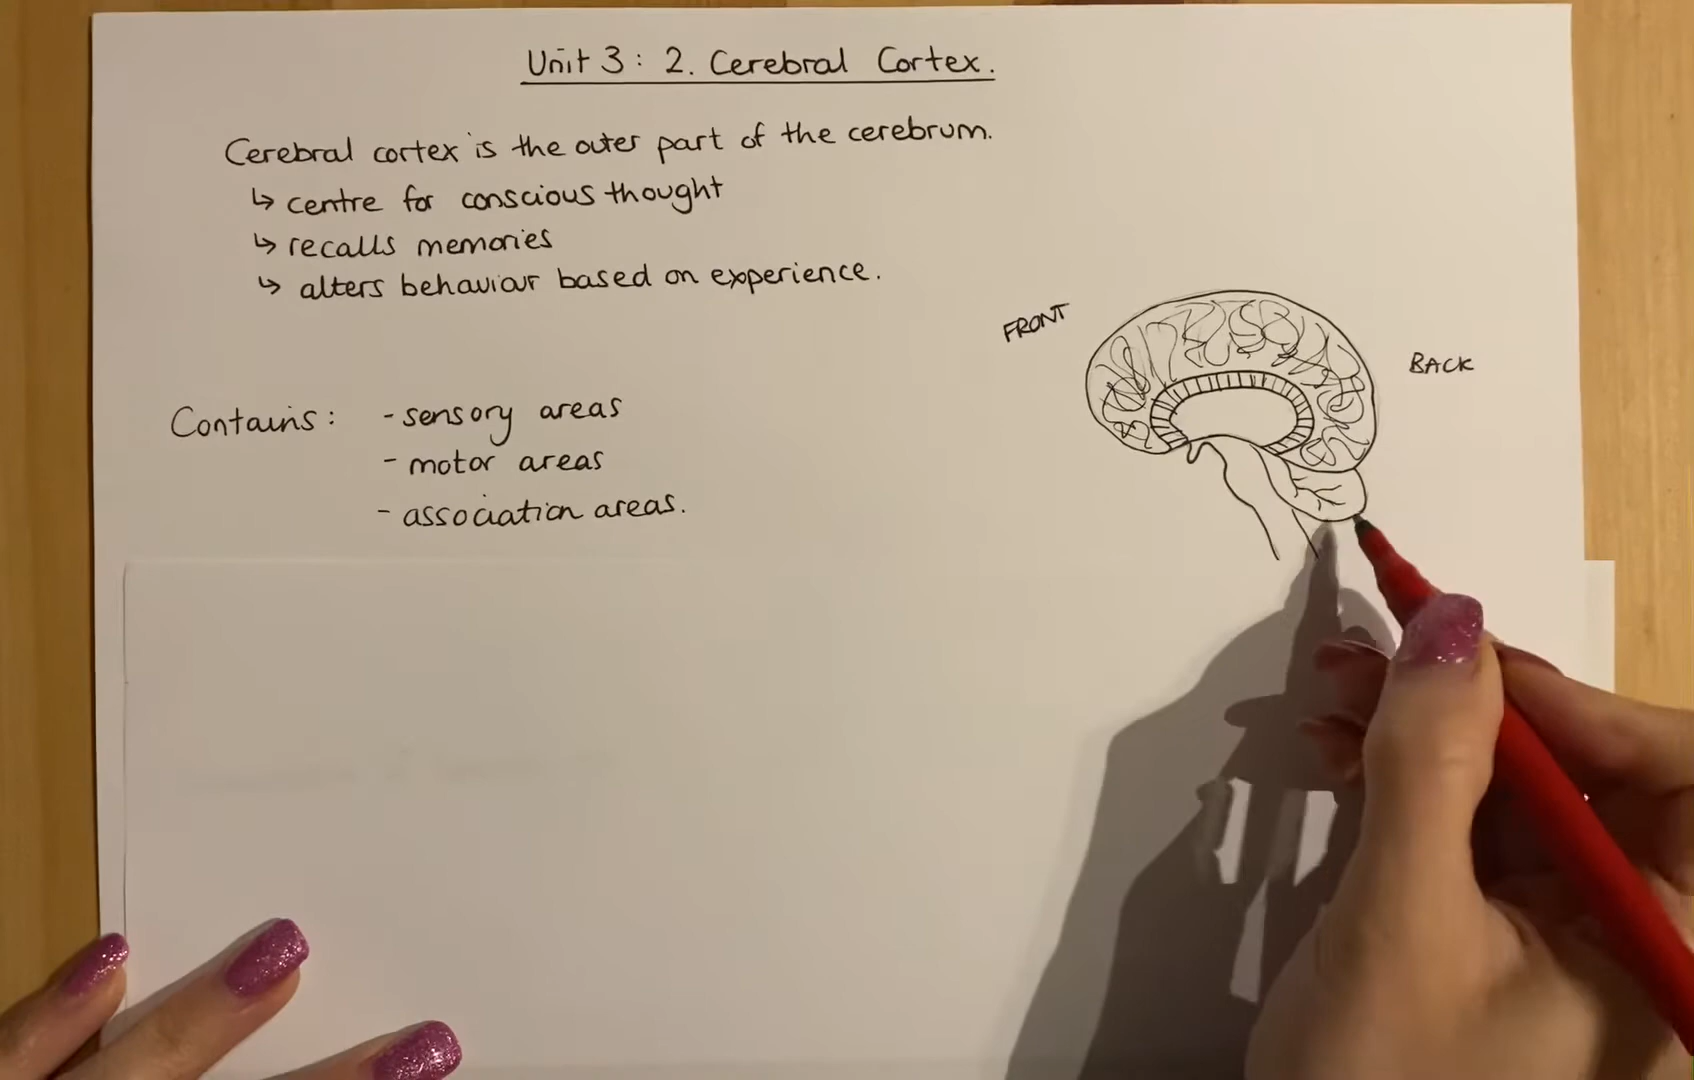 Unit 3: 2. Cerebral Cortex.
Cerebral cortex is the outer part of the cerebrum.
↳ centre for conscious thought
↳ recalls memories
↳ alters behaviour based on experience.
FRONT
BACK
Contains: - sensory areas
- motor areas
- association areas.